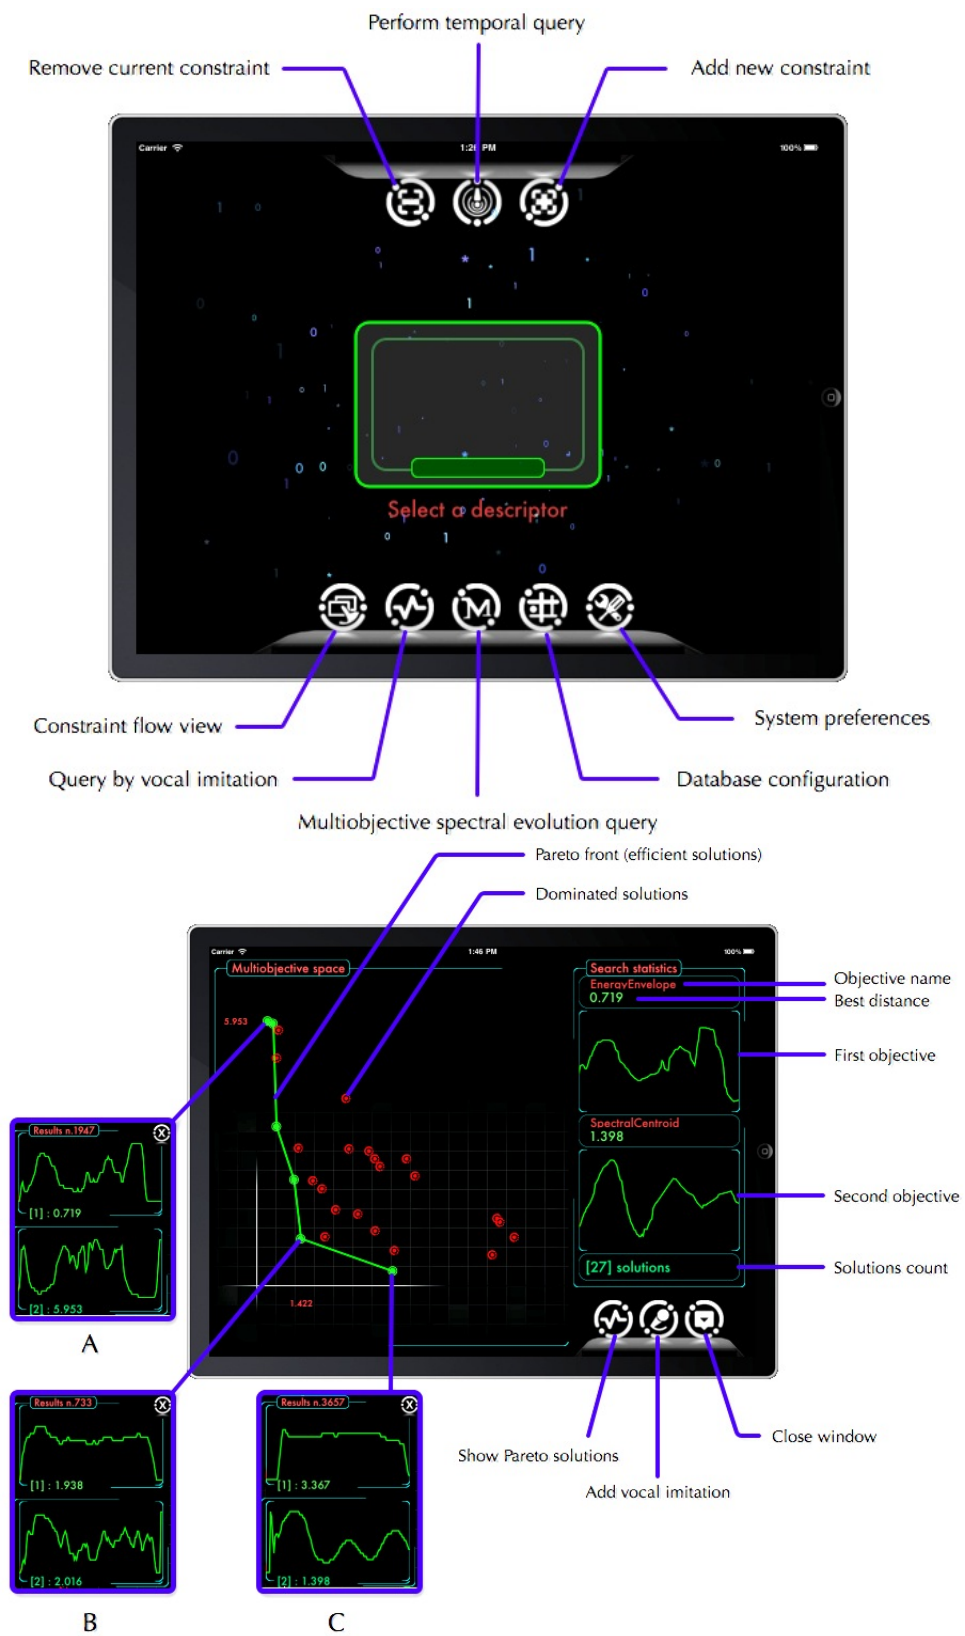 Perform temporal query
Remove current constraint
Add new constraint
Carrier
1:26 PM
100%
Select a descriptor
Constraint flow view
System preferences
Query by vocal imitation
Database configuration
Multiobjective spectral evolution query
Pareto front (efficient solutions)
Dominated solutions
Carrier
1:46 PM
100%
Multiobjective space
Search statistics
EnergyEnvelope
Objective name
0.719
Best distance
5.953
First objective
SpectralCentroid
1.398
Results n.1947
[1] : 0.719
Second objective
[2] : 5.953
[27] solutions
Solutions count
1.422
A
Results n.733
[1] : 1.938
[2] : 2.016
B
Results n.3657
[1] : 3.367
[2] : 1.398
C
Close window
Show Pareto solutions
Add vocal imitation